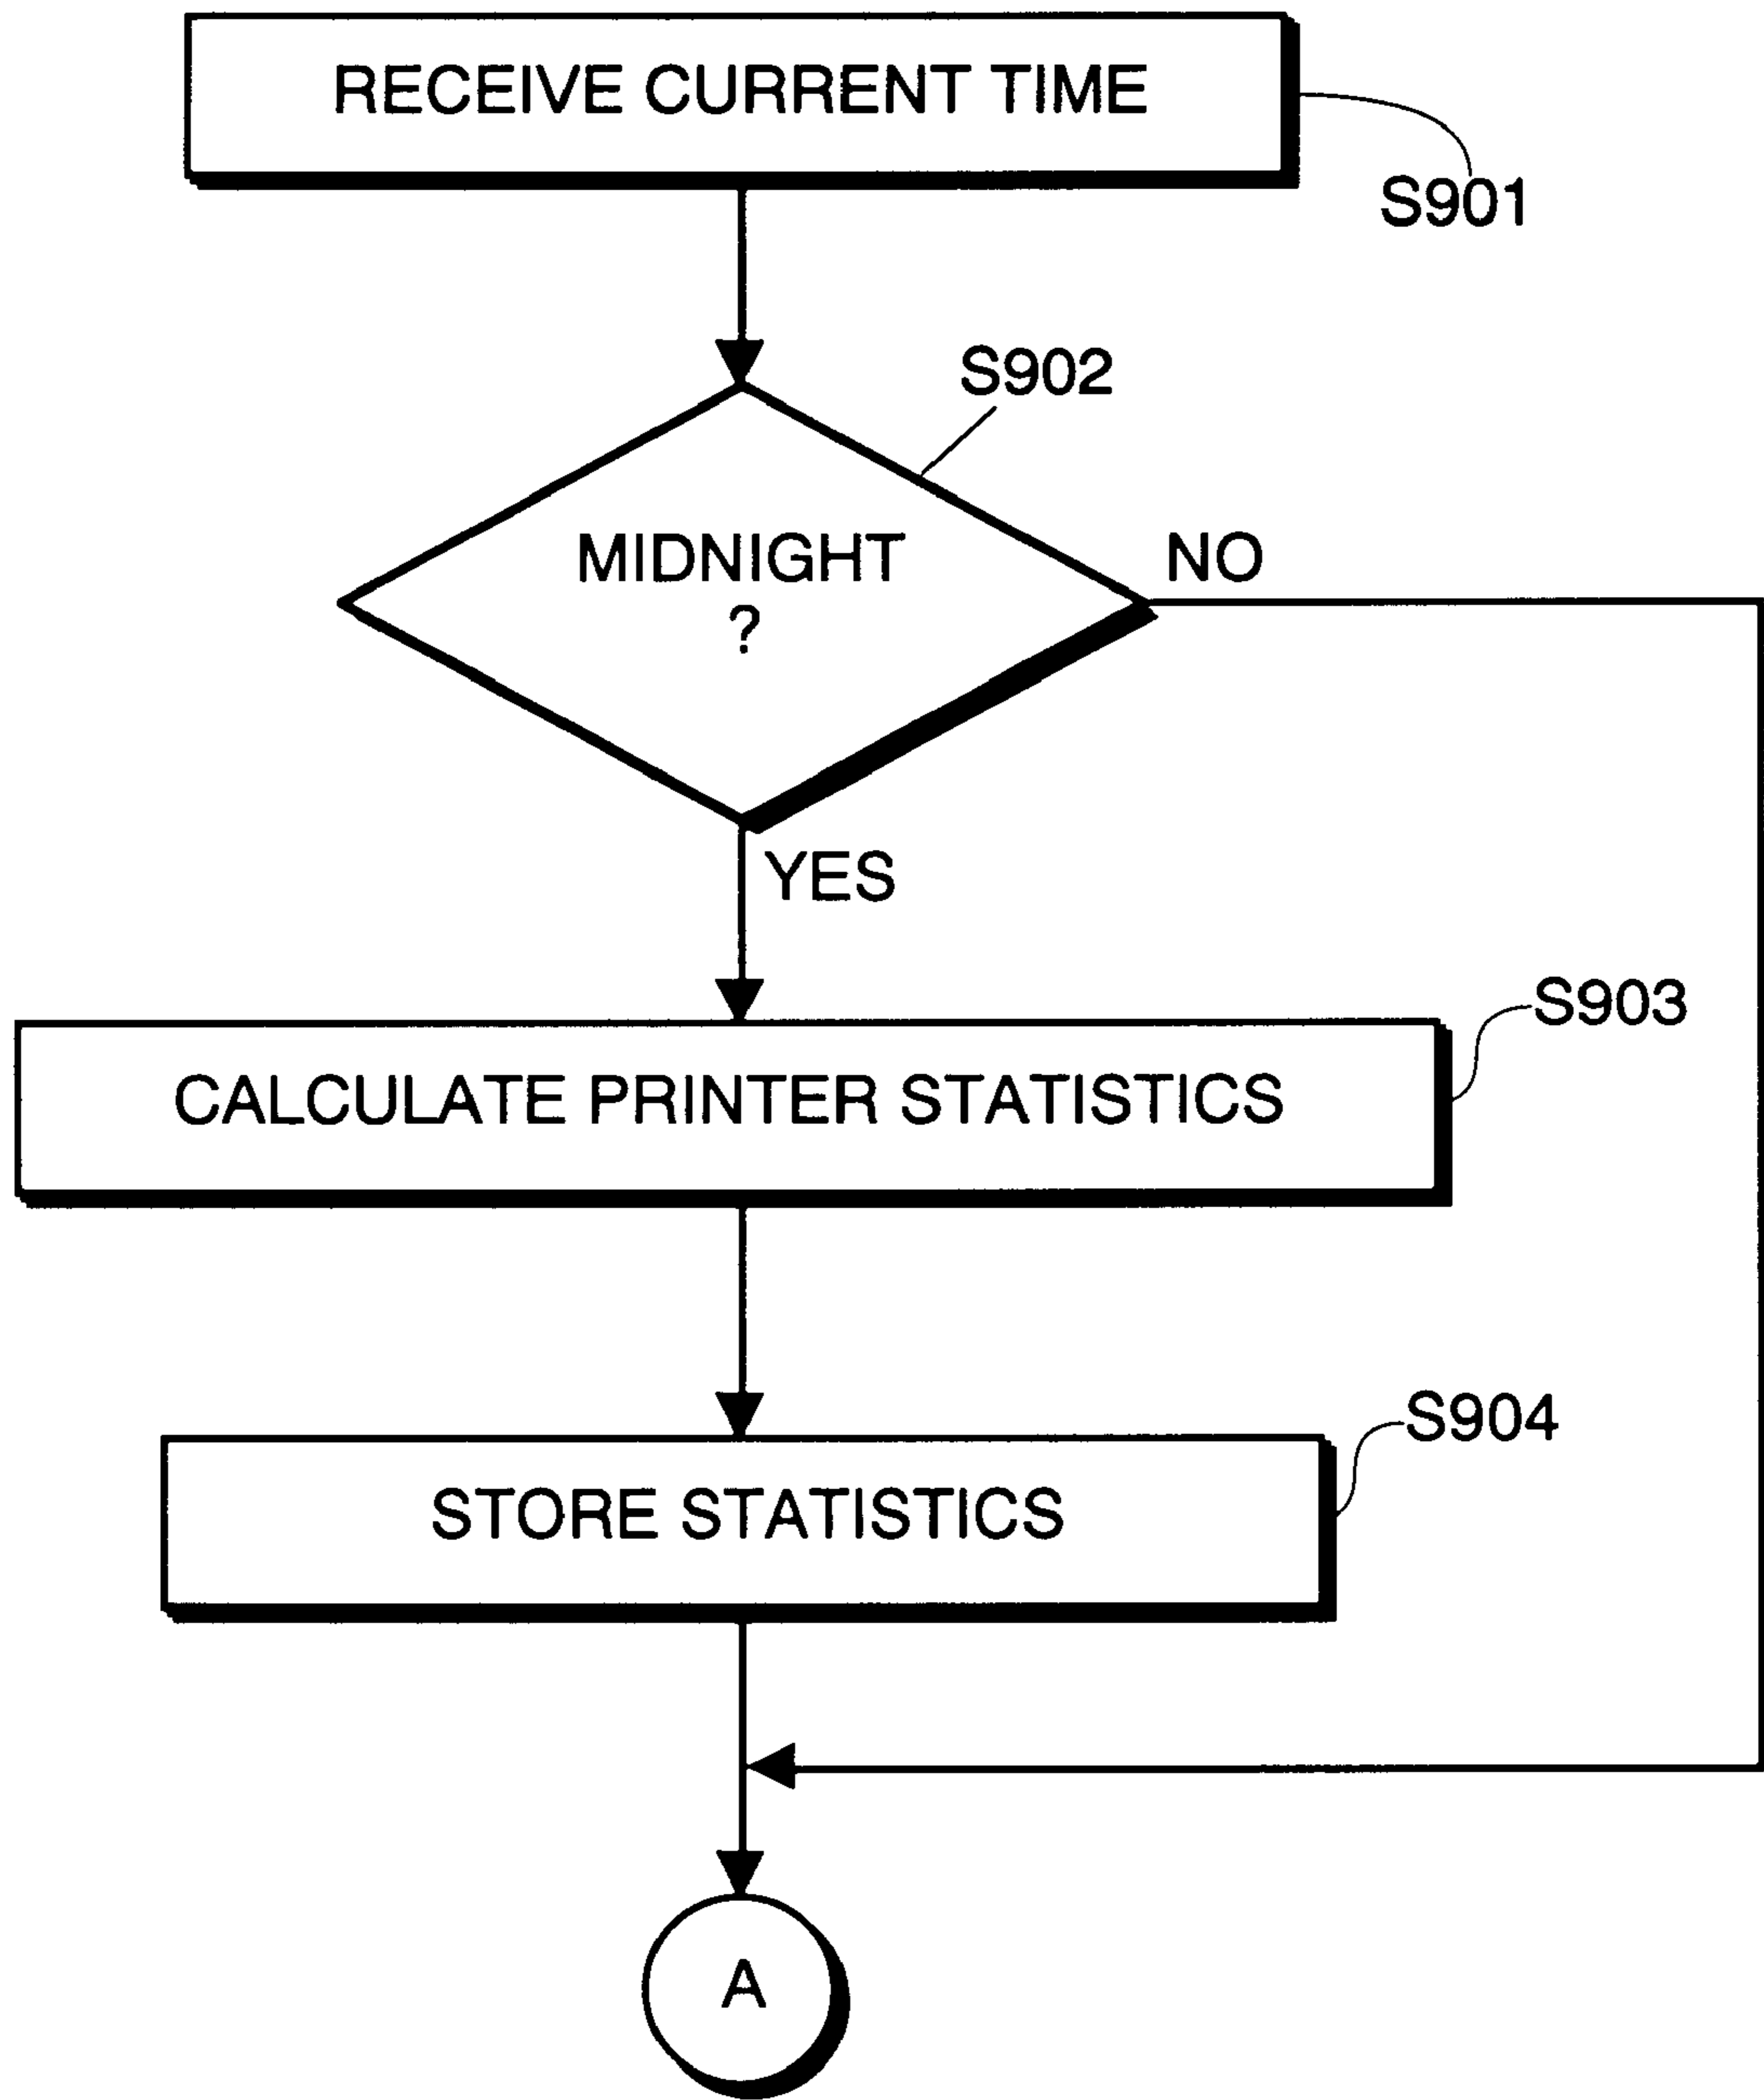 RECEIVE CURRENT TIME
S901
S902
MIDNIGHT
?
NO
YES
S903
CALCULATE PRINTER STATISTICS
S904
STORE STATISTICS
A